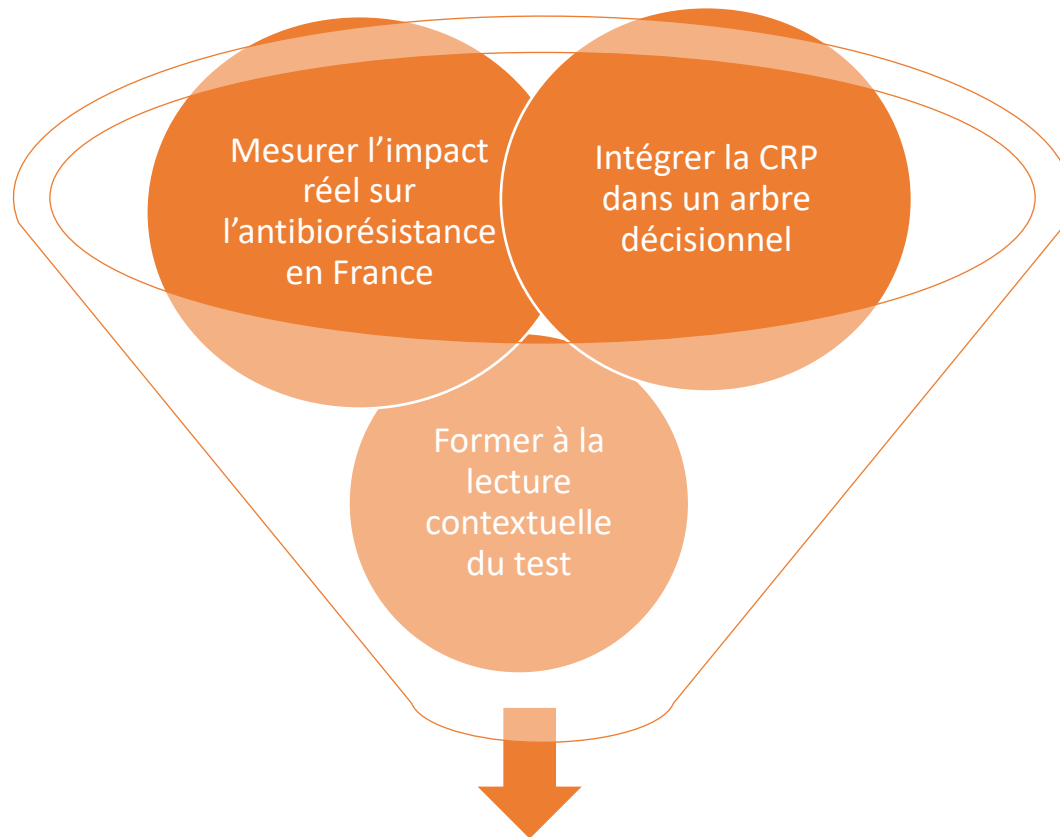 Mesurer l’impact
réel sur
l’antibiorésistance
en France
Intégrer la CRP
dans un arbre
décisionnel
Former à la
lecture
contextuelle
du test